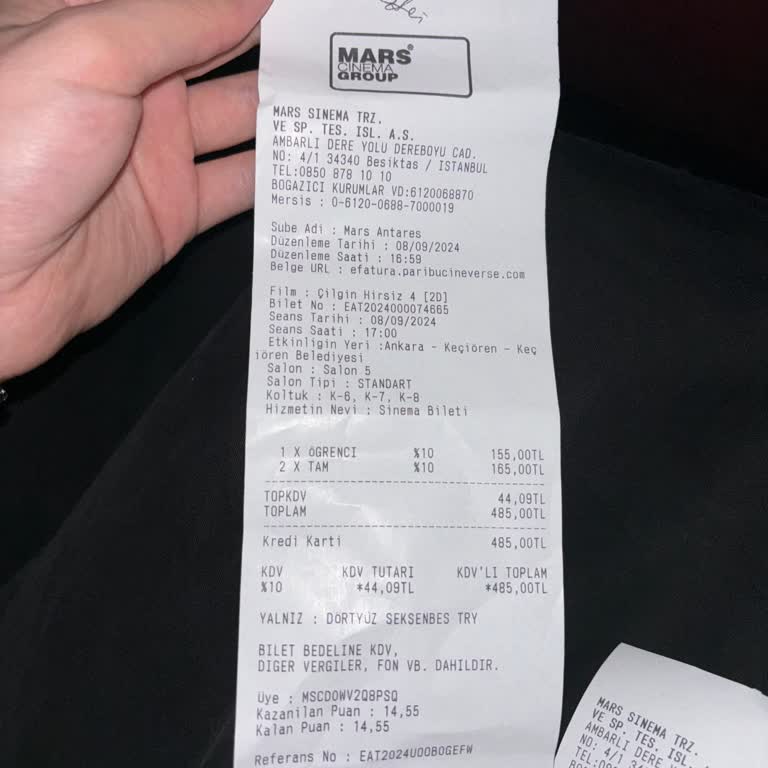 MARS
CINEMA
GROUP
MARS SINEMA TRZ.
VE SP. TES. ISL. A.S.
AMBARLI DERE YOLU DEREBOYU CAD.
NO: 4/1 34340 Besiktas / ISTANBUL
TEL:0850 878 10 10
BOGAZICI KURUMLAR VD:6120068870
Mersis : 0-6120-0688-7000019
Sube Adi : Mars Antares
Düzenleme Tarihi : 08/09/2024
Düzenleme Saati : 16:59
Belge URL : efatura.paribucineverse.com
Film : Çilgin Hirsiz 4 [2D]
Bilet No : EAT2024000074665
Seans Tarihi : 08/09/2024
Seans Saati : 17:00
Etkinligin Yeri :Ankara - Keçiören - Keç
iören Belediyesi
Salon : Salon 5
Salon Tipi : STANDART
Koltuk : K-6, K-7, K-8
Hizmetin Nevi : Sinema Bileti
1 X ÖGRENCI %10 155,00TL
2 X TAM %10 165,00TL
TOPKDV 44,09TL
TOPLAM 485,00TL
Kredi Karti 485,00TL
KDV KDV TUTARI KDV'LI TOPLAM
%10 *44,09TL *485,00TL
YALNIZ : DÖRTYÜZ SEKSENBES TRY
BILET BEDELINE KDV,
DIGER VERGILER, FON VB. DAHILDIR.
Üye : MSCDOWV2Q8PSQ
Kazanilan Puan : 14,55
Kalan Puan : 14,55
Referans No : EAT2024U00B0GEFW
MARS SINEMA TRZ.
VE SP. TES. ISL.
AMBARLI DERE
NO: 4/1